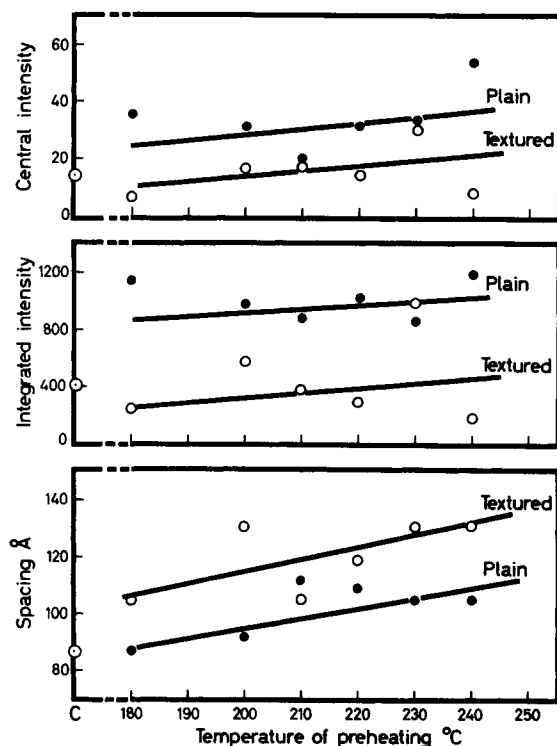 60
40
20
0
Central intensity
Plain
Textured
1200
800
400
0
Integrated intensity
Plain
Textured
140
120
100
80
Spacing Å
Textured
Plain
C 180 190 200 210 220 230 240 250
Temperature of preheating °C